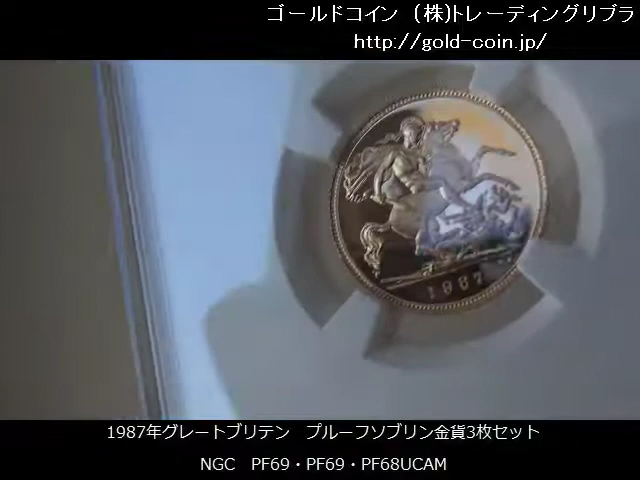 ゴールドコイン （株)トレーディングリブラ
http://gold-coin.jp/
1987
1987年グレートブリテン　プルーフソブリン金貨3枚セット
NGC　PF69・PF69・PF68UCAM